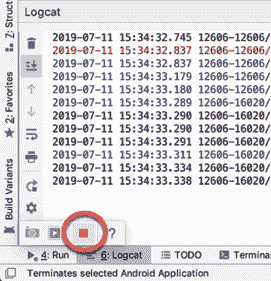 Logcat
Z: Struct
2: Favorites
Build Variants
2019-07-11 15:34:32.745 12606-12606/
2019-07-11 15:34:32.837 12606-12606/
2019-07-11 15:34:32.837 12606-12606/
2019-07-11 15:34:33.179 12606-16020/
2019-07-11 15:34:33.180 12606-16020/
2019-07-11 15:34:33.289 12606-16020/
2019-07-11 15:34:33.290 12606-16020/
2019-07-11 15:34:33.290 12606-16020/
2019-07-11 15:34:33.291 12606-16020/
2019-07-11 15:34:33.311 12606-16020/
2019-07-11 15:34:33.334 12606-16020/
2019-07-11 15:34:33.338 12606-16020/
?
4: Run
6: Logcat
TODO
Termina
Terminates selected Android Application